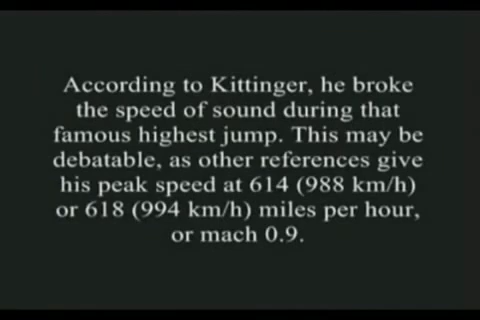 According to Kittinger, he broke
the speed of sound during that
famous highest jump. This may be
debatable, as other references give
his peak speed at 614 (988 km/h)
or 618 (994 km/h) miles per hour,
or mach 0.9.